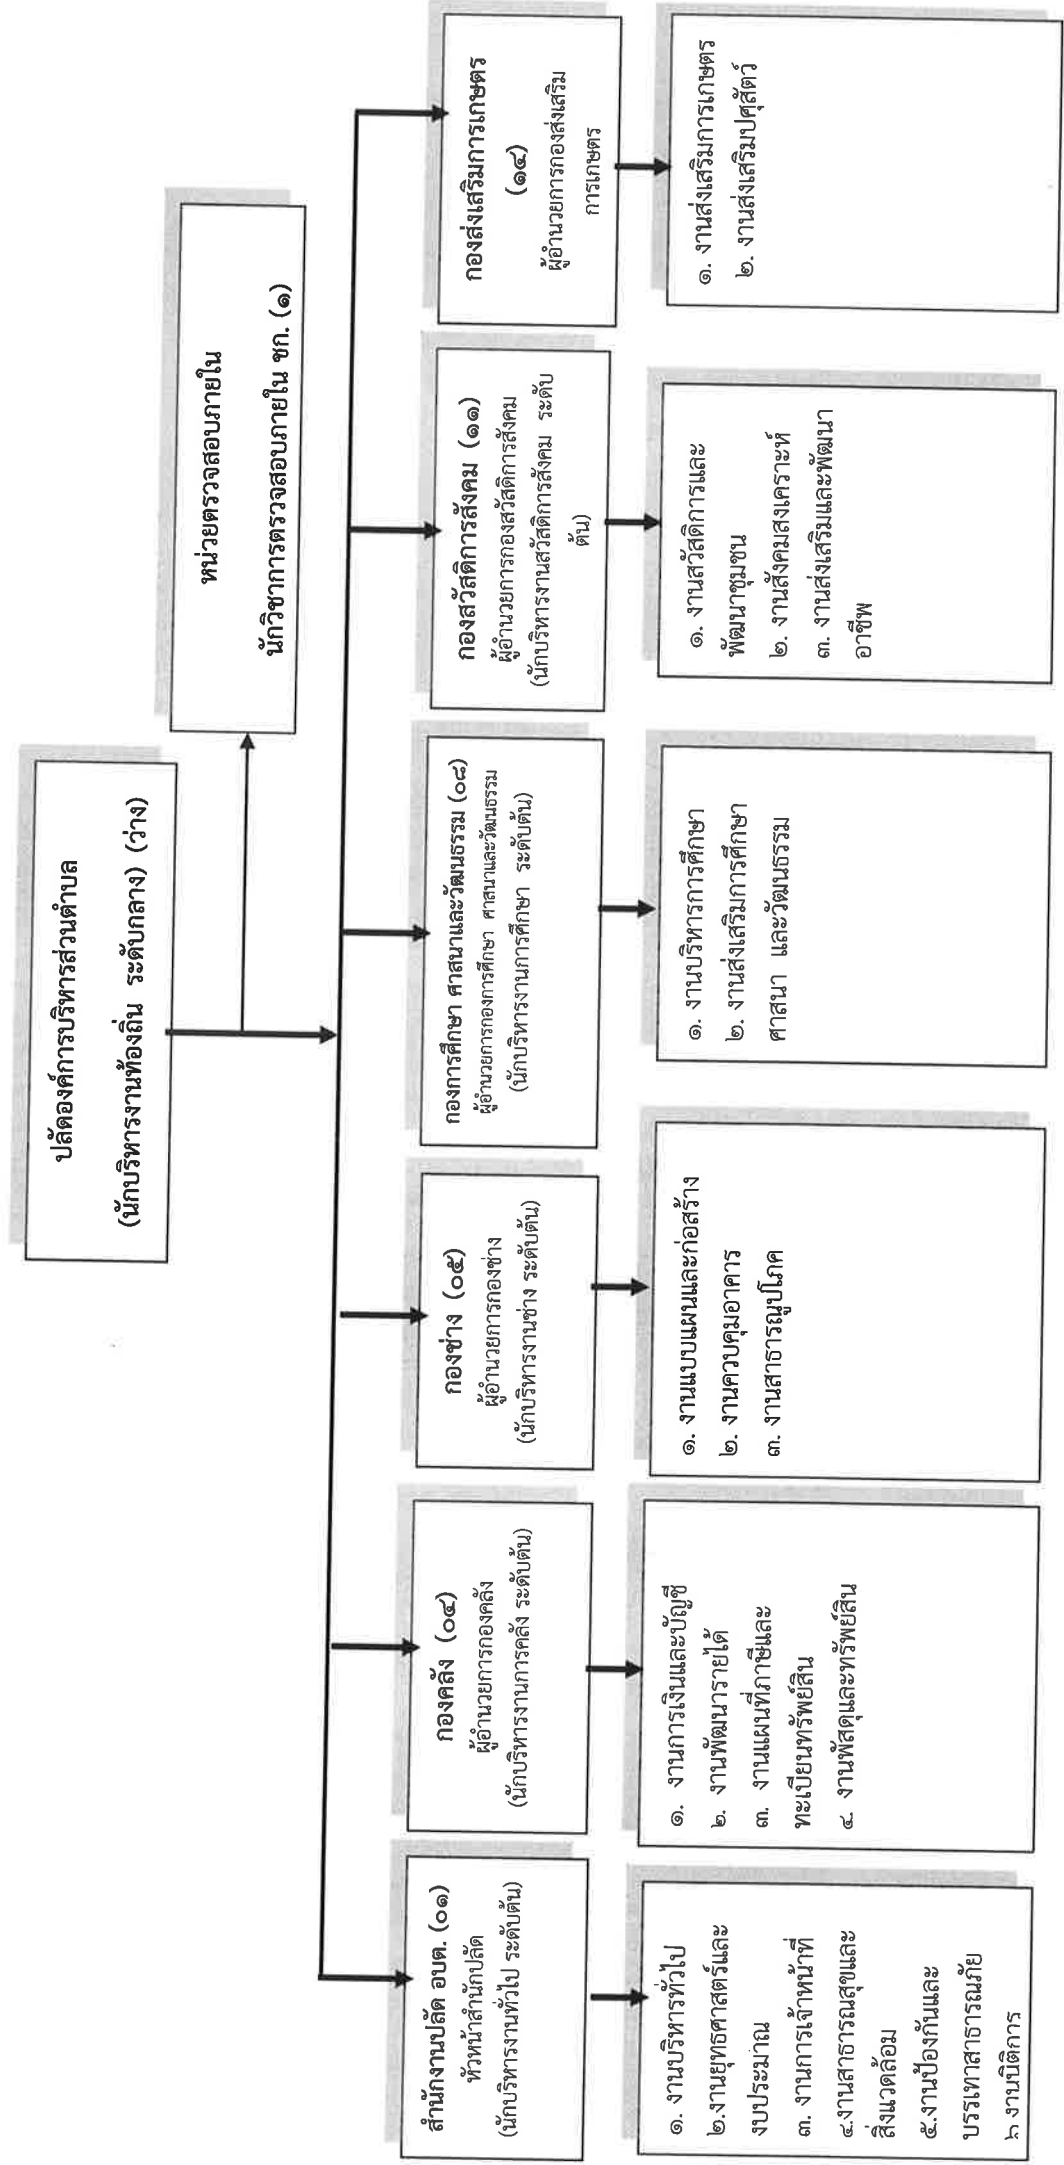 ปลัดองค์การบริหารส่วนตำบล
(นักบริหารงานท้องถิ่น ระดับกลาง) (ว่าง)
หน่วยตรวจสอบภายใน
นักวิชาการตรวจสอบภายใน ชก. (๑)
สำนักงานปลัด อบต. (๐๑)
หัวหน้าสำนักปลัด
(นักบริหารงานทั่วไป ระดับต้น)
กองคลัง (๐๔)
ผู้อำนวยการกองคลัง
(นักบริหารงานการคลัง ระดับต้น)
กองช่าง (๐๕)
ผู้อำนวยการกองช่าง
(นักบริหารงานช่าง ระดับต้น)
กองการศึกษา ศาสนาและวัฒนธรรม (๐๘)
ผู้อำนวยการกองการศึกษา ศาสนาและวัฒนธรรม
(นักบริหารงานการศึกษา ระดับต้น)
กองสวัสดิการสังคม (๑๑)
ผู้อำนวยการกองสวัสดิการสังคม
(นักบริหารงานสวัสดิการสังคม ระดับ
ต้น)
กองส่งเสริมการเกษตร
(๑๔)
ผู้อำนวยการกองส่งเสริม
การเกษตร
๑. งานบริหารทั่วไป
๒.งานยุทธศาสตร์และ
งบประมาณ
๓. งานการเจ้าหน้าที่
๔.งานสาธารณสุขและ
สิ่งแวดล้อม
๕.งานป้องกันและ
บรรเทาสาธารณภัย
๖ งานนิติการ
๑. งานการเงินและบัญชี
๒. งานพัฒนารายได้
๓. งานแผนที่ภาษีและ
ทะเบียนทรัพย์สิน
๔. งานพัสดุและทรัพย์สิน
๑. งานแบบแผนและก่อสร้าง
๒. งานควบคุมอาคาร
๓. งานสาธารณูปโภค
๑. งานบริหารการศึกษา
๒. งานส่งเสริมการศึกษา
ศาสนา และวัฒนธรรม
๑. งานสวัสดิการและ
พัฒนาชุมชน
๒. งานสังคมสงเคราะห์
๓. งานส่งเสริมและพัฒนา
อาชีพ
๑. งานส่งเสริมการเกษตร
๒. งานส่งเสริมปศุสัตว์